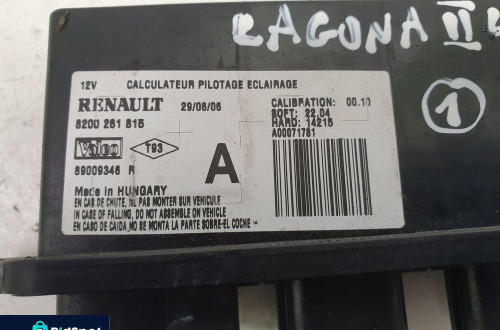 LAGUNA II
1
12V CALCULATEUR PILOTAGE ECLAIRAGE
RENAULT 29/06/06
8200 261 815
Valeo T93
89009346 R
A
CALIBRATION: 00.10
SOFT: 22.04
HARD: 14215
A00071781
Made in HUNGARY
EN CAS DE CHUTE, NE PAS MONTER SUR VEHICULE
IN CASE OF FALLING, DO NOT ASSEMBLE ON VEHICLE
EN CASO DE CAIDA, NO SE MONTA LA PARTE SOBRE EL COCHE